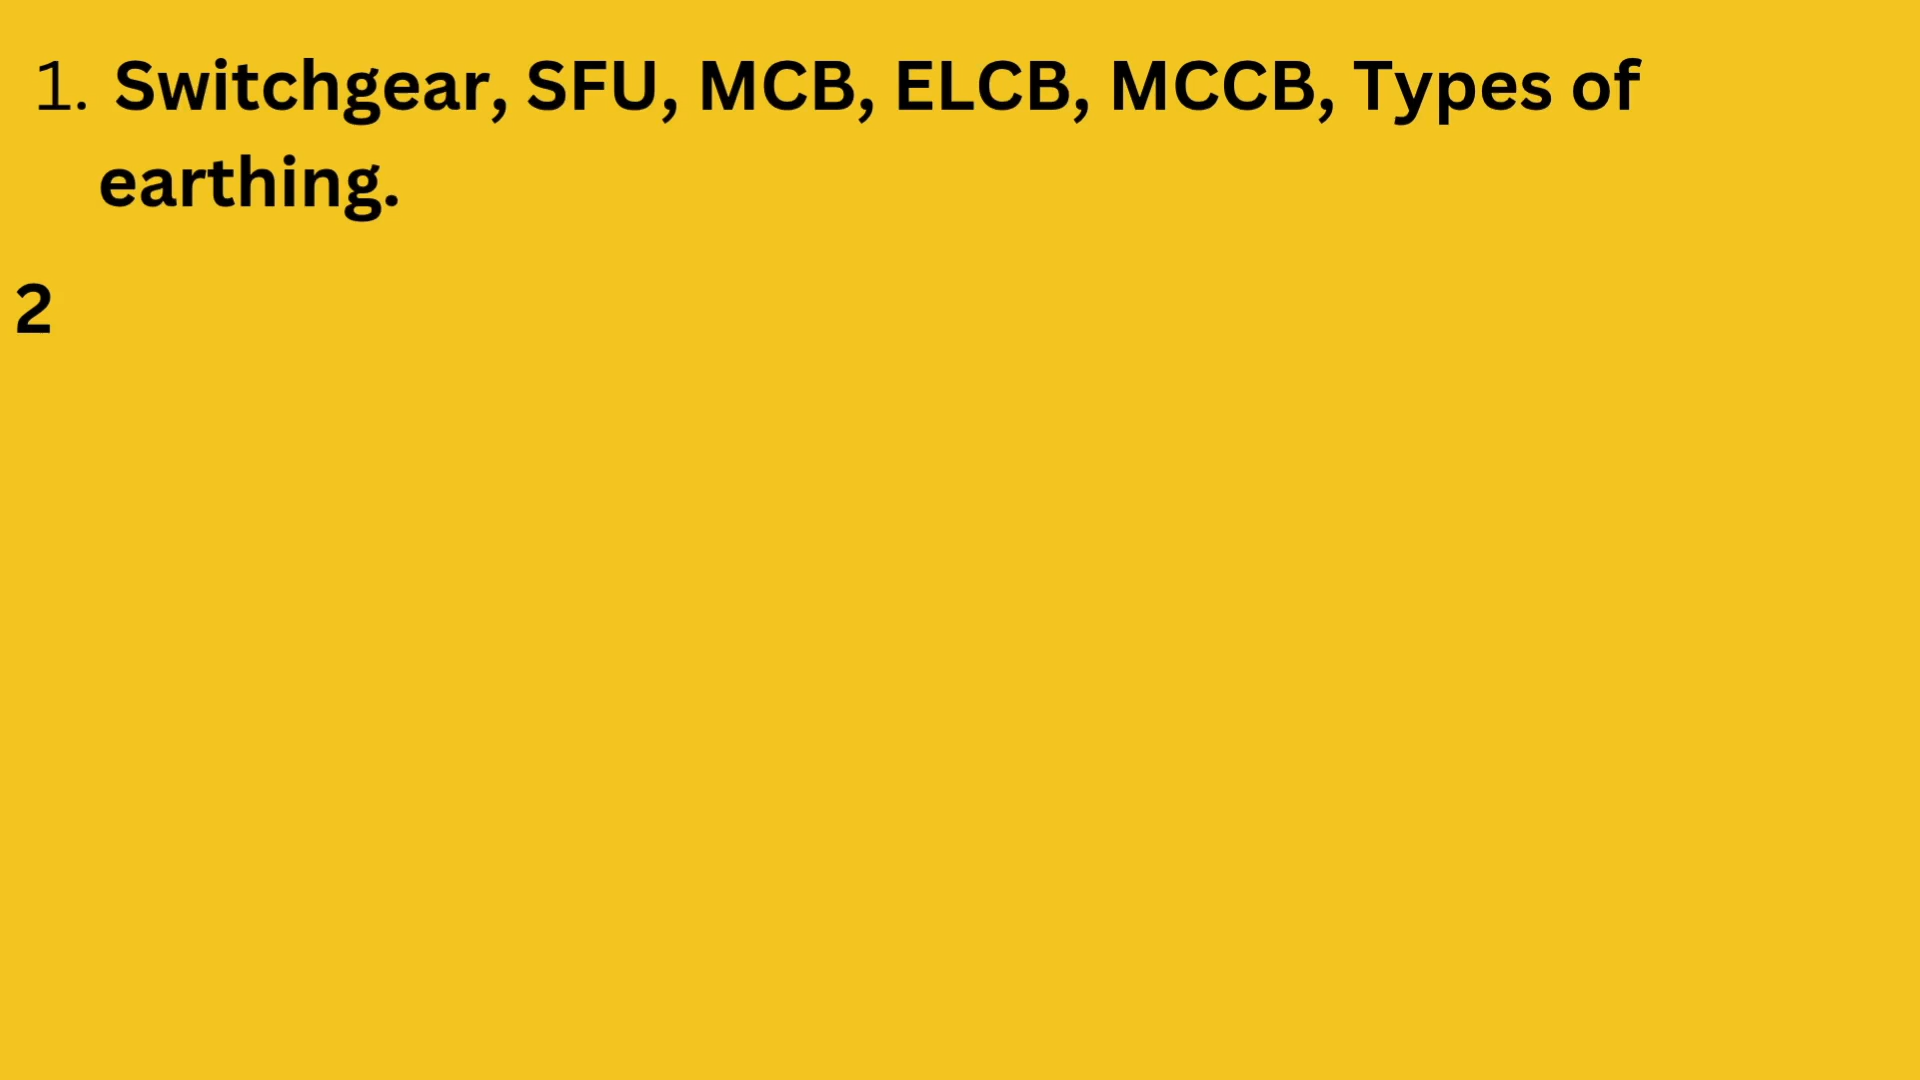 1. Switchgear, SFU, MCB, ELCB, MCCB, Types of
earthing.
2